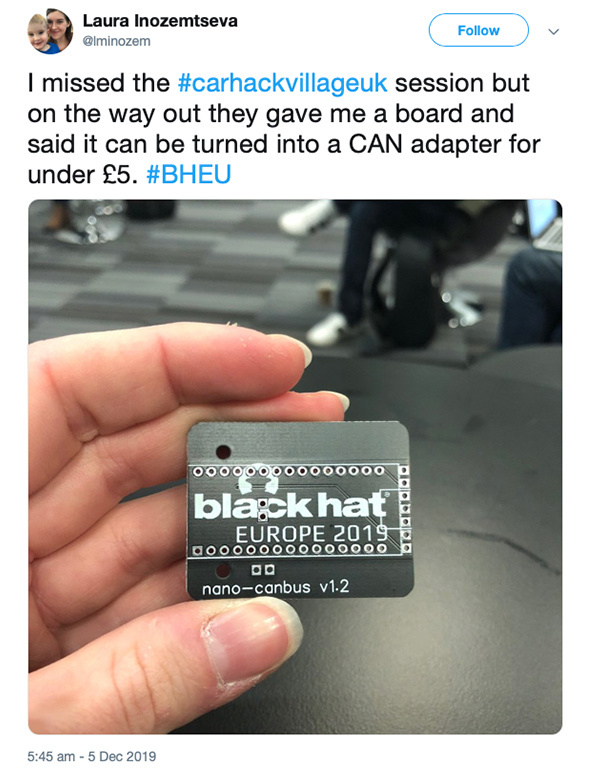 Laura Inozemtseva
@lminozem
Follow
I missed the #carhackvillageuk session but
on the way out they gave me a board and
said it can be turned into a CAN adapter for
under £5. #BHEU
black hat®
EUROPE 2019
nano-canbus v1.2
5:45 am - 5 Dec 2019